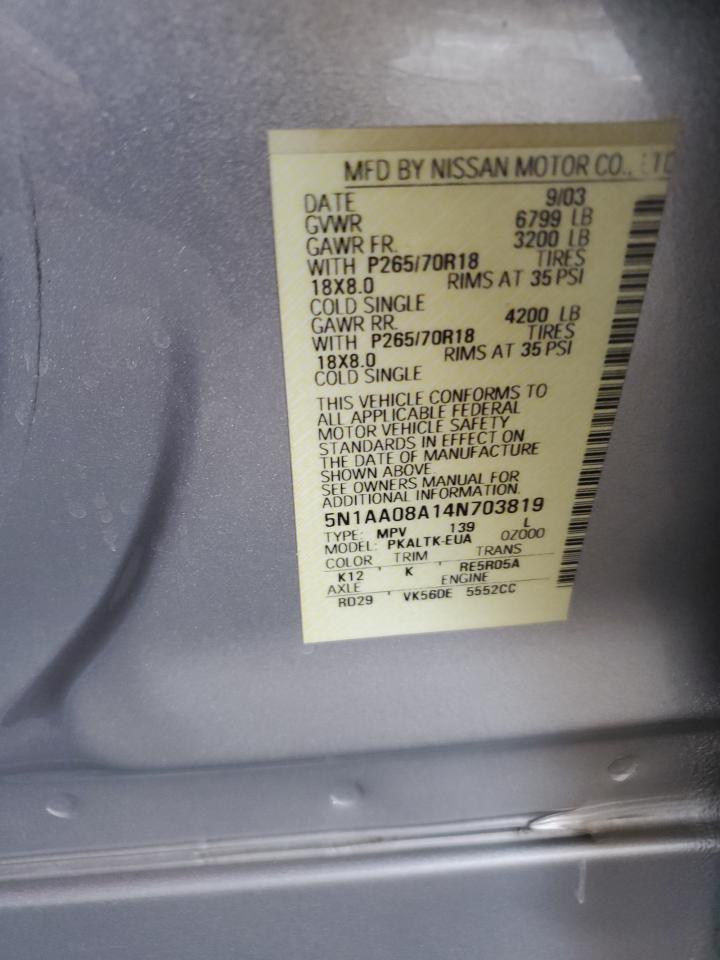 MFD BY NISSAN MOTOR CO., LTD
DATE 9/03
GVWR 6799 LB
GAWR FR. 3200 LB
WITH P265/70R18 TIRES
18X8.0 RIMS AT 35 PSI
COLD SINGLE
GAWR RR. 4200 LB
WITH P265/70R18 TIRES
18X8.0 RIMS AT 35 PSI
COLD SINGLE
THIS VEHICLE CONFORMS TO
ALL APPLICABLE FEDERAL
MOTOR VEHICLE SAFETY
STANDARDS IN EFFECT ON
THE DATE OF MANUFACTURE
SHOWN ABOVE.
SEE OWNERS MANUAL FOR
ADDITIONAL INFORMATION.
5N1AA08A14N703819
TYPE: MPV 139 L
MODEL: PKALTK-EUA 0Z000
COLOR TRIM TRANS
K12 K RE5R05A
AXLE ENGINE
RD29 VK56DE 5552CC